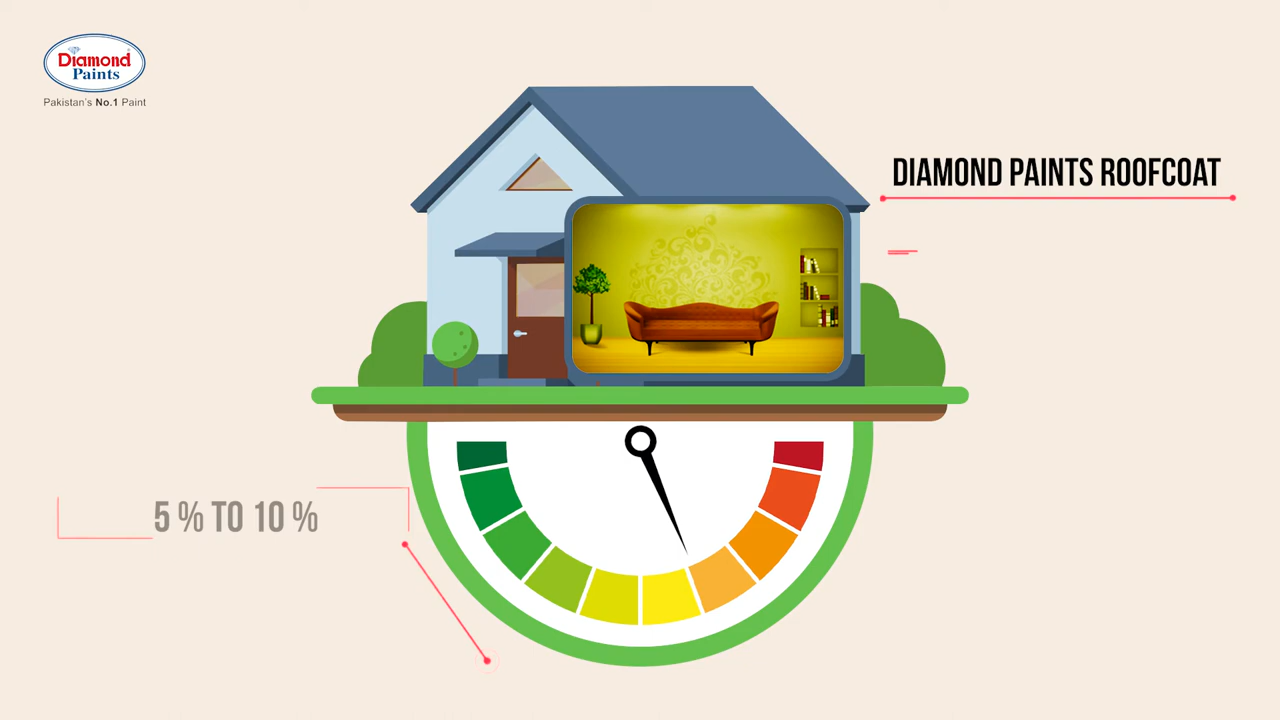 Diamond
Paints
Pakistan's No.1 Paint
DIAMOND PAINTS ROOFCOAT
5 % TO 10 %